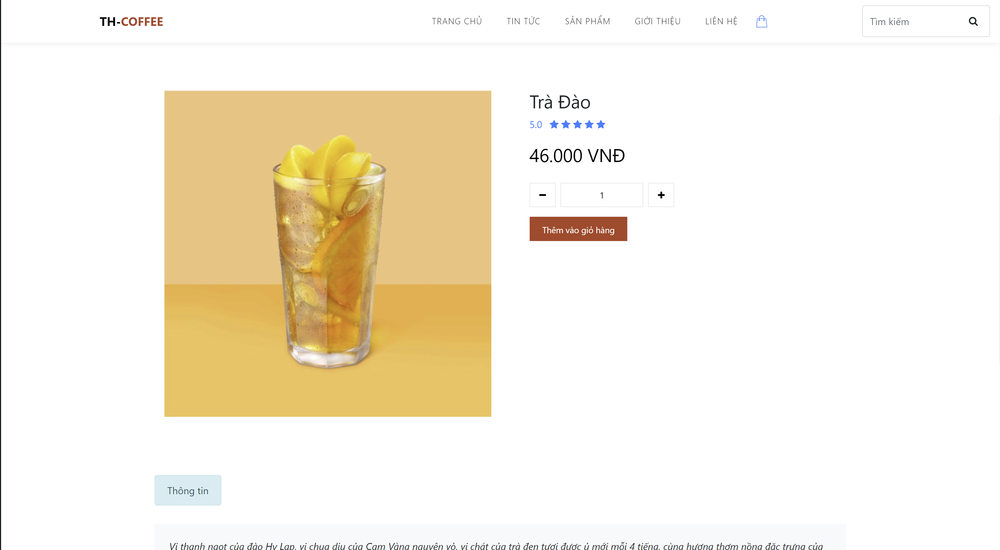 TH-COFFEE
TRANG CHỦ TIN TỨC SẢN PHẨM GIỚI THIỆU LIÊN HỆ
Tìm kiếm
Trà Đào
5.0
46.000 VNĐ
1
Thêm vào giỏ hàng
Thông tin
Vị thanh ngọt của đào Hy Lạp, vị chua dịu của Cam Vàng nguyên vỏ, vị chát của trà đen tươi được ủ mới mỗi 4 tiếng, cùng hương thơm nồng đặc trưng của